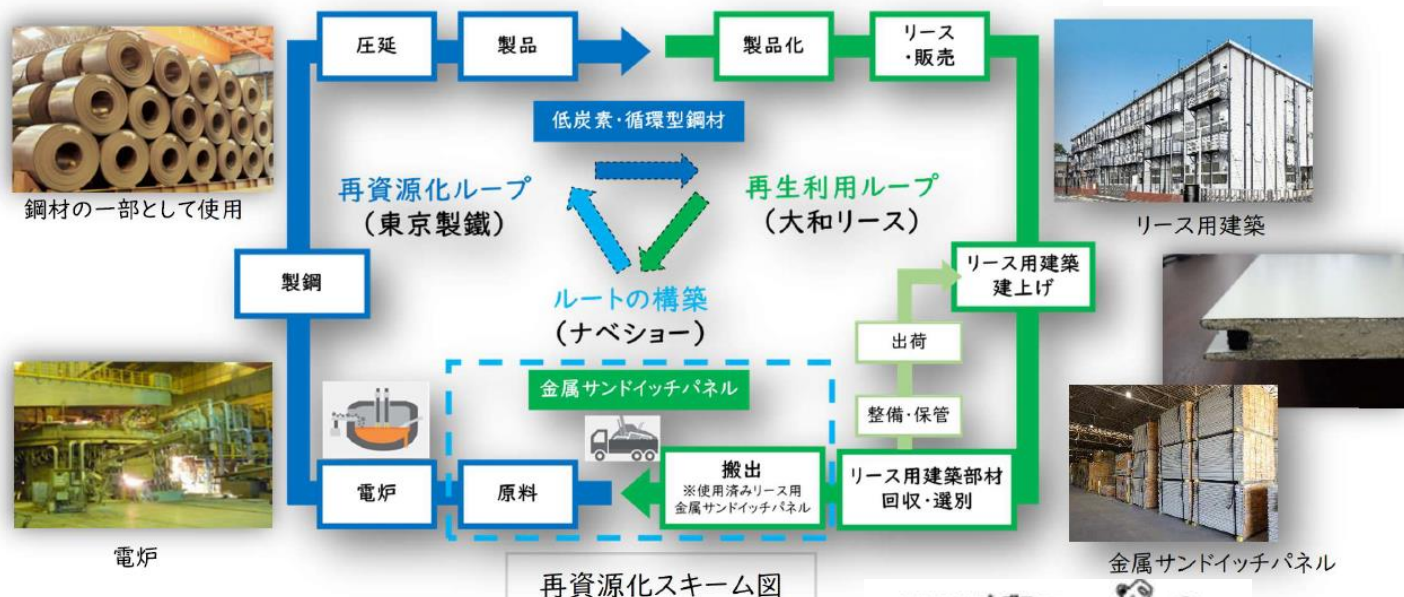 圧延
製品
製品化
リース
・販売
低炭素・循環型鋼材
再資源化ループ
(東京製鐵)
再生利用ループ
(大和リース)
鋼材の一部として使用
リース用建築
製鋼
ルートの構築
(ナベショー)
リース用建築
建上げ
出荷
金属サンドイッチパネル
整備・保管
電炉
原料
搬出
※使用済みリース用
金属サンドイッチパネル
リース用建築部材
回収・選別
電炉
金属サンドイッチパネル
再資源化スキーム図